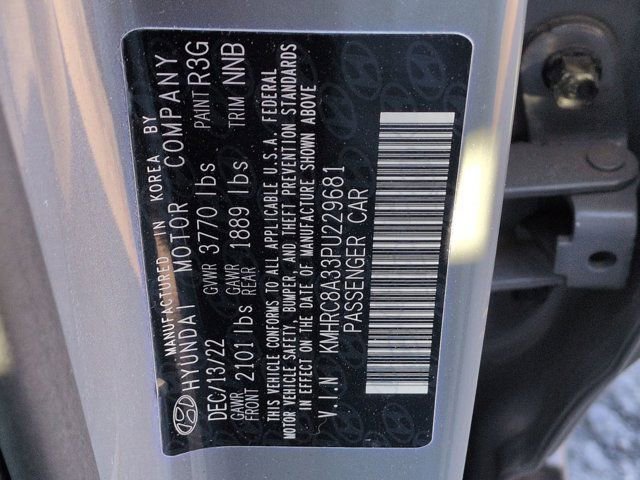 MANUFACTURED IN KOREA BY
HYUNDAI MOTOR COMPANY
DEC/13/22 GVWR 3770 lbs PAINT R3G
GAWR FRONT 2101 lbs GAWR REAR 1889 lbs TRIM NNB
THIS VEHICLE CONFORMS TO ALL APPLICABLE U.S.A. FEDERAL
MOTOR VEHICLE SAFETY, BUMPER, AND THEFT PREVENTION STANDARDS
IN EFFECT ON THE DATE OF MANUFACTURE SHOWN ABOVE
V.I.N KMHRC8A33PU229681
PASSENGER CAR